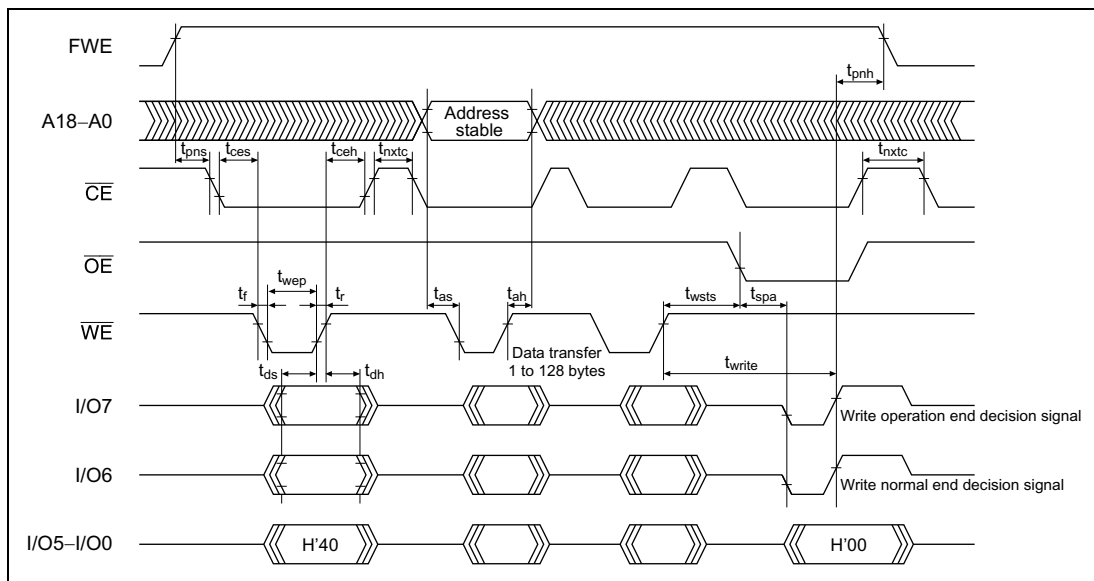 FWE
tpnh
A18–A0
Address
stable
tpns
tces
tceh
tnxtc
tnxtc
CE
OE
twep
tf
tr
tas
tah
twsts
tspa
WE
Data transfer
1 to 128 bytes
twrite
tds
tdh
I/O7
Write operation end decision signal
I/O6
Write normal end decision signal
I/O5–I/O0
H'40
H'00